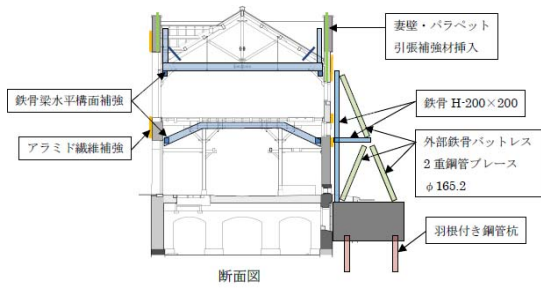 妻壁・パラペット
引張補強材挿入
鉄骨梁水平構面補強
アラミド繊維補強
鉄骨 H-200×200
外部鉄骨バットレス
2 重鋼管ブレース
φ165.2
羽根付き鋼管杭
断面図